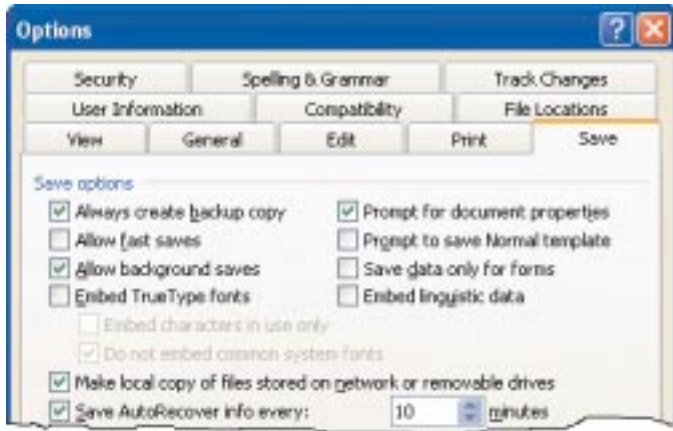 Options
Security Spelling & Grammar Track Changes
User Information Compatibility File Locations
View General Edit Print Save
Save options
Always create backup copy Prompt for document properties
Allow fast saves Prompt to save Normal template
Allow background saves Save data only for forms
Embed TrueType fonts Embed linguistic data
Embed characters in use only
Do not embed common system fonts
Make local copy of files stored on network or removable drives
Save AutoRecover info every: 10 minutes